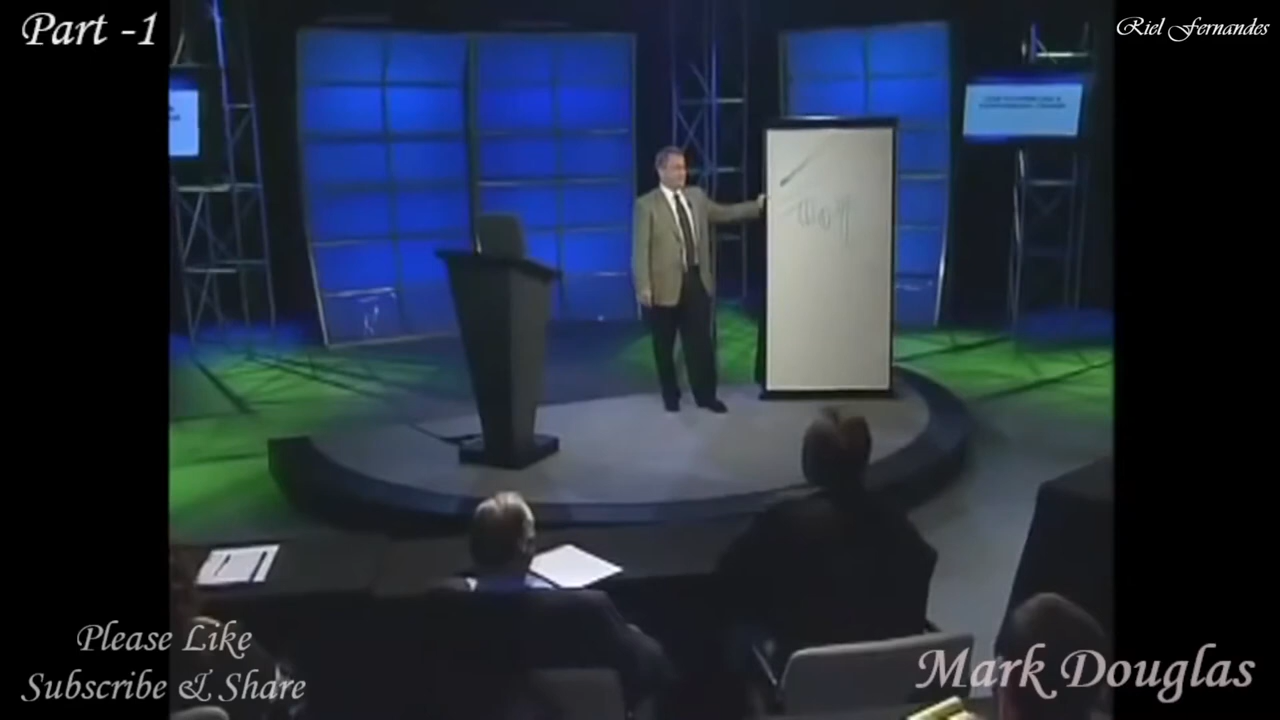 Part -1
Riel Fernandes
Please Like
Subscribe & Share
Mark Douglas